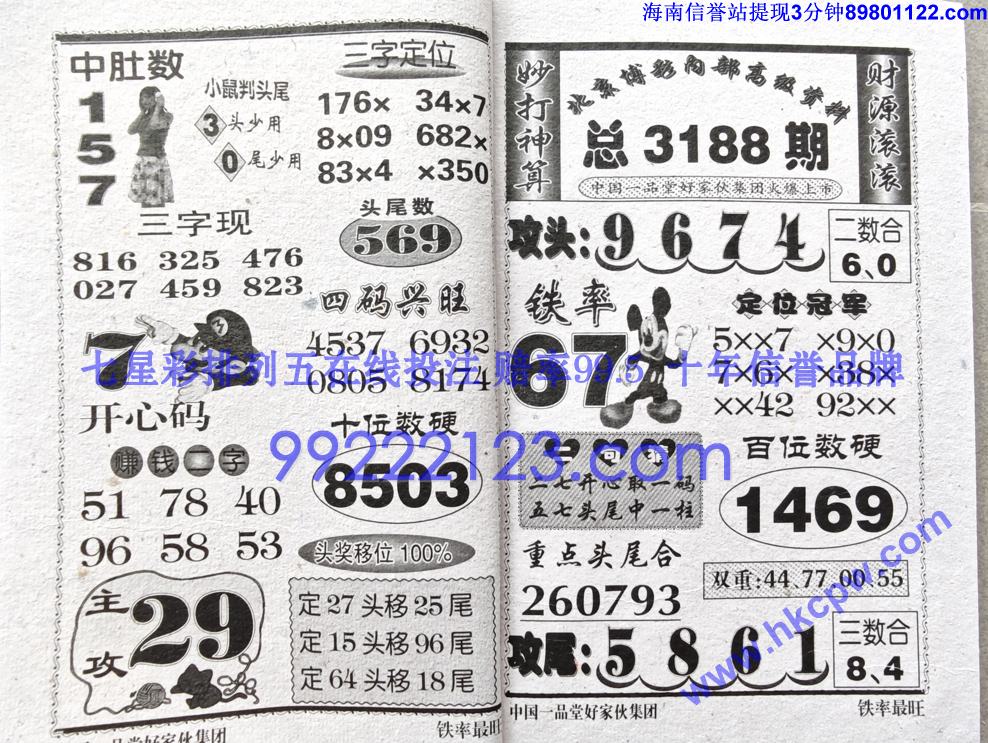 海南信誉站提现3分钟89801122.com
中肚数
1
5
7
小鼠判头尾
3头少用
0尾少用
三字定位
176× 34×7
8×09 682×
83×4 ×350
三字现
816 325 476
027 459 823
头尾数
569
四码兴旺
4537 6932
0805 8174
7
开心码
十位数硬
8503
赚钱二字
51 78 40
96 58 53
头奖移位100%
主攻
29
定27头移25尾
定15头移96尾
定64头移18尾
一品堂好家伙集团
铁率最旺
妙打神算
北京博彩内部高级资料
总3188期
中国一品堂好家伙集团火爆上市
财源滚滚
攻头:9674
二数合
6、0
铁率
67
定位冠军
5××7 ×9×0
7×6× ×38×
××42 92××
二七开心取一码
五七头尾中一柱
百位数硬
1469
重点头尾合
260793
双重:44.77.00.55
攻尾:5861
三数合
8、4
中国一品堂好家伙集团
铁率最旺
七星彩排列五在线投注 赔率99.5 十年信誉品牌
99222123.com
www.hkcpw.com